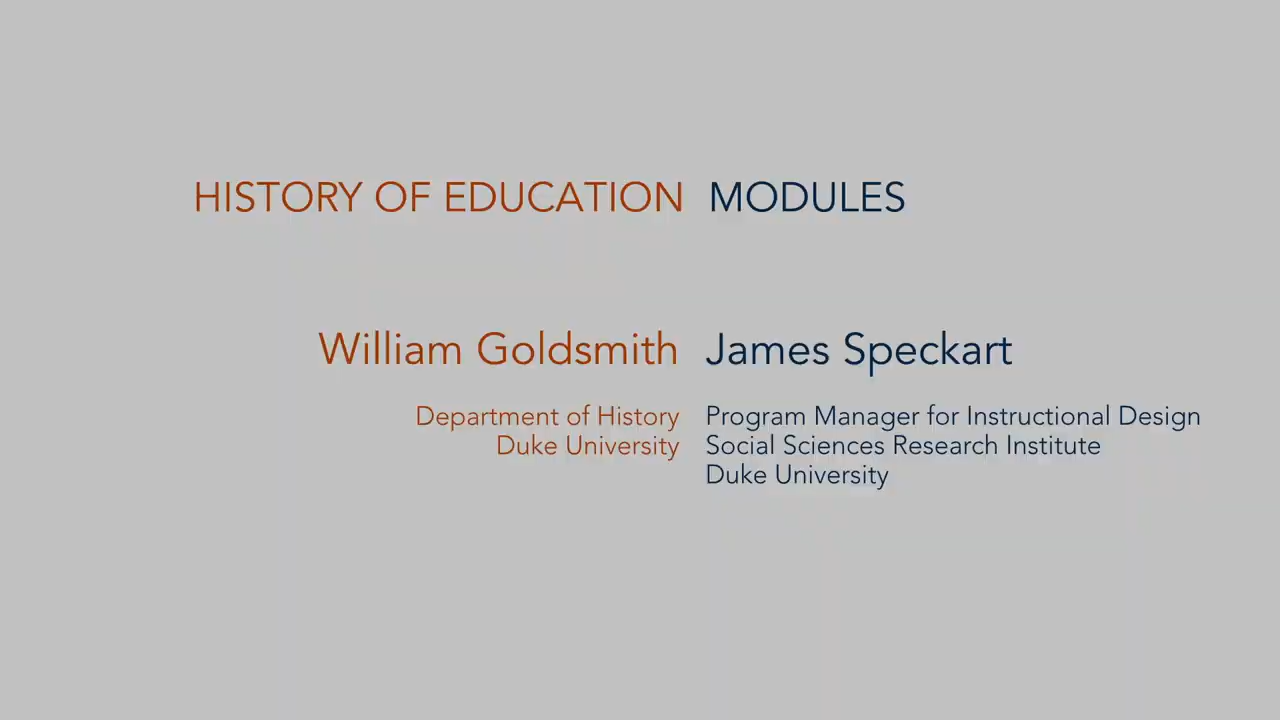 HISTORY OF EDUCATION MODULES
William Goldsmith
Department of History
Duke University
James Speckart
Program Manager for Instructional Design
Social Sciences Research Institute
Duke University